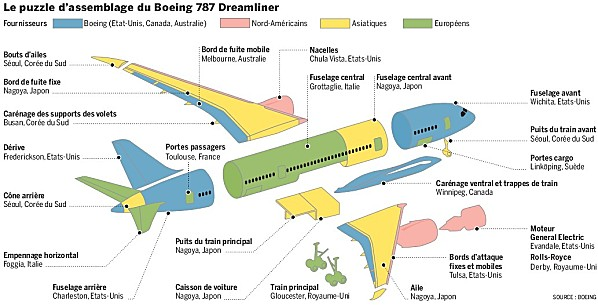 Le puzzle d'assemblage du Boeing 787 Dreamliner
Fournisseurs
Boeing (Etat-Unis, Canada, Australie)
Nord-Américains
Asiatiques
Européens
Bouts d'ailes
Séoul, Corée du Sud
Bord de fuite mobile
Melbourne, Australie
Nacelles
Chula Vista, Etats-Unis
Bord de fuite fixe
Nagoya, Japon
Fuselage central
Grottaglie, Italie
Fuselage central avant
Nagoya, Japon
Fuselage avant
Wichita, Etats-Unis
Carénage des supports des volets
Busan, Corée du Sud
Puits du train avant
Séoul, Corée du Sud
Dérive
Frederickson, Etats-Unis
Portes passagers
Toulouse, France
Portes cargo
Linköping, Suède
Cône arrière
Séoul, Corée du Sud
Carénage ventral et trappes de train
Winnipeg, Canada
Puits du train principal
Nagoya, Japon
Moteur
General Electric
Evandale, Etats-Unis
Rolls-Royce
Derby, Royaume-Uni
Empennage horizontal
Foggia, Italie
Bords d'attaque
fixes et mobiles
Tulsa, Etats-Unis
Fuselage arrière
Charleston, Etats-Unis
Caisson de voiture
Nagoya, Japon
Train principal
Gloucester, Royaume-Uni
Aile
Nagoya, Japon
SOURCE : BOEING